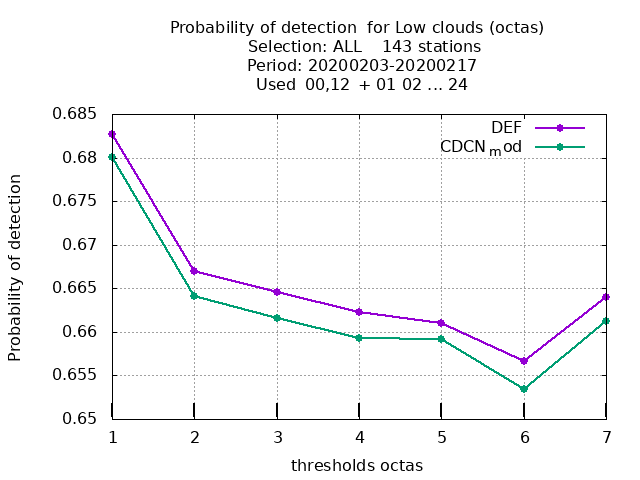 Probability of detection  for Low clouds (octas)
Selection: ALL    143 stations
Period: 20200203-20200217
Used  00,12  + 01 02 ... 24
0.685
0.68
0.675
0.67
0.665
0.66
0.655
0.65
Probability of detection
DEF
CDCNmod
1 2 3 4 5 6 7
thresholds octas